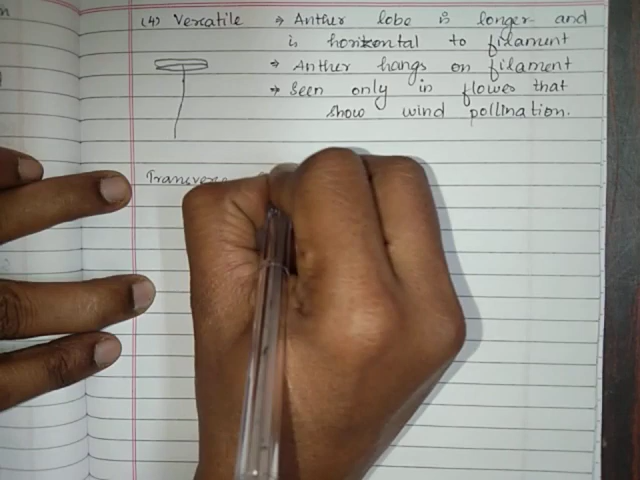 (4) Versatile → Anther lobe is longer and
is horizontal to filament
→ Anther hangs on filament
→ Seen only in flowes that
show wind pollination.
Transverse